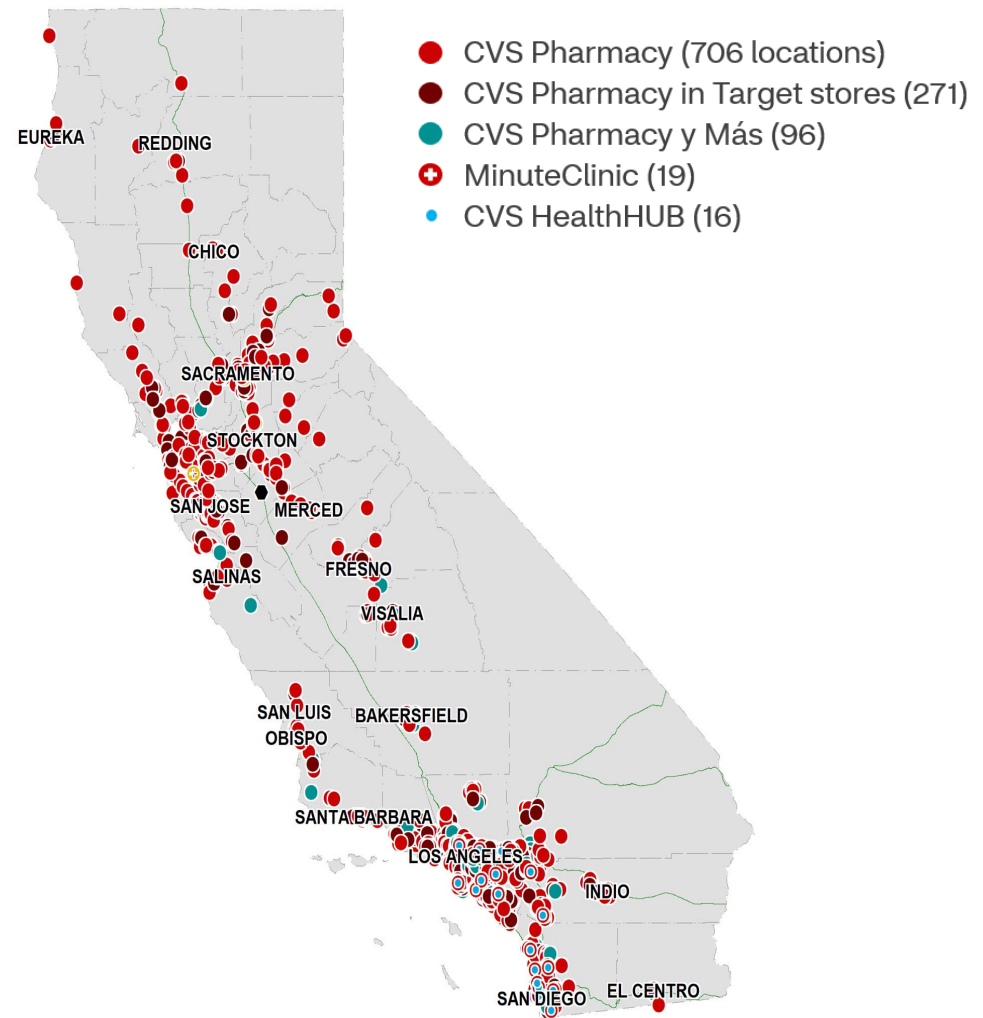 CVS Pharmacy (706 locations)
CVS Pharmacy in Target stores (271)
CVS Pharmacy y Más (96)
MinuteClinic (19)
CVS HealthHUB (16)
EUREKA
REDDING
CHICO
SACRAMENTO
STOCKTON
SAN JOSE
MERCED
FRESNO
SALINAS
VISALIA
SAN LUIS
OBISPO
BAKERSFIELD
SANTA BARBARA
LOS ANGELES
INDIO
SAN DIEGO
EL CENTRO